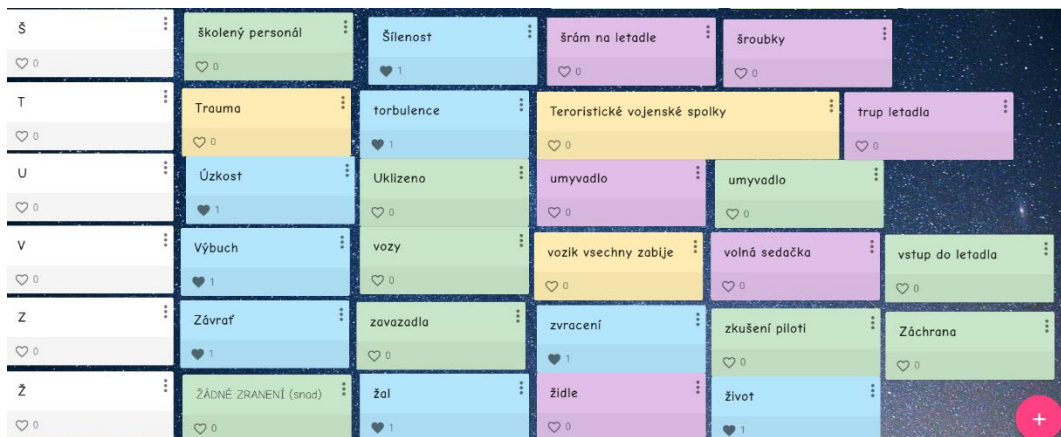 Š
0
školený personál
0
Šílenost
1
šrám na letadle
0
šroubky
0
T
0
Trauma
0
torbulence
1
Teroristické vojenské spolky
0
trup letadla
0
U
0
Úzkost
1
Uklizeno
0
umyvadlo
0
umyvadlo
0
V
0
Výbuch
1
vozy
0
vozik vsechny zabije
0
volná sedačka
0
vstup do letadla
0
Z
0
Závrať
1
zavazadla
0
zvracení
1
zkušení piloti
0
Záchrana
0
Ž
0
ŽÁDNÉ ZRANENÍ (snad)
0
žal
1
židle
0
život
1
+